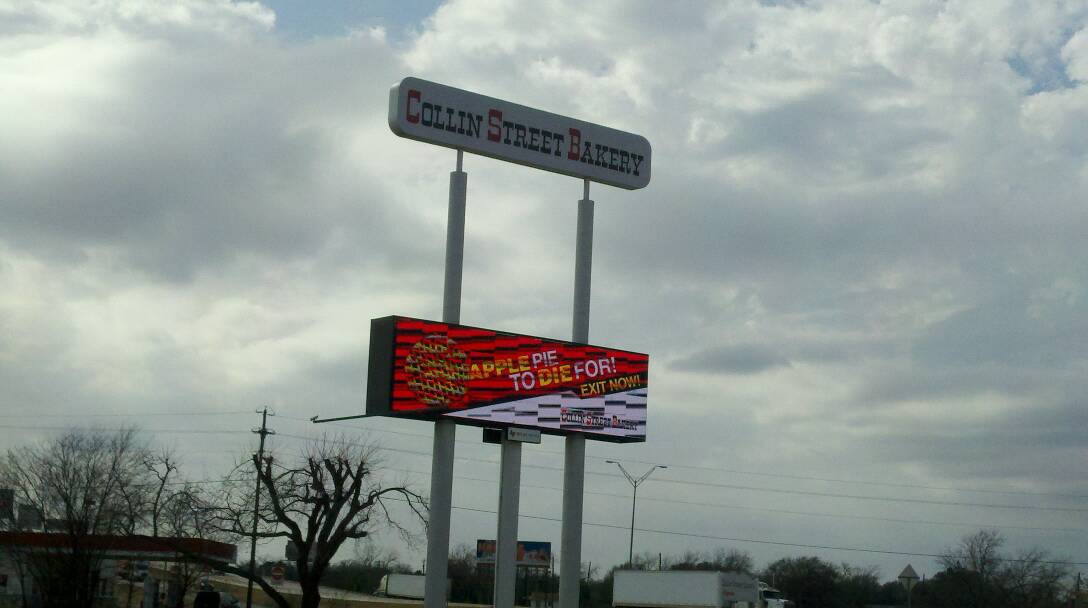 COLLIN STREET BAKERY
APPLE PIE
TO DIE FOR!
EXIT NOW!
COLLIN STREET BAKERY